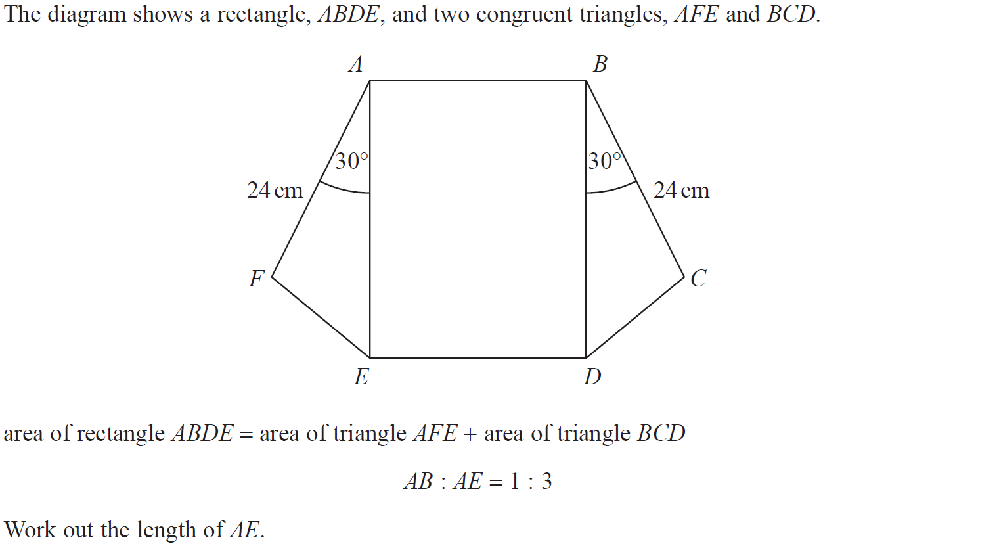 The diagram shows a rectangle, ABDE, and two congruent triangles, AFE and BCD.
A
B
30°
30°
24 cm
24 cm
F
C
E
D
area of rectangle ABDE = area of triangle AFE + area of triangle BCD
AB : AE = 1 : 3
Work out the length of AE.